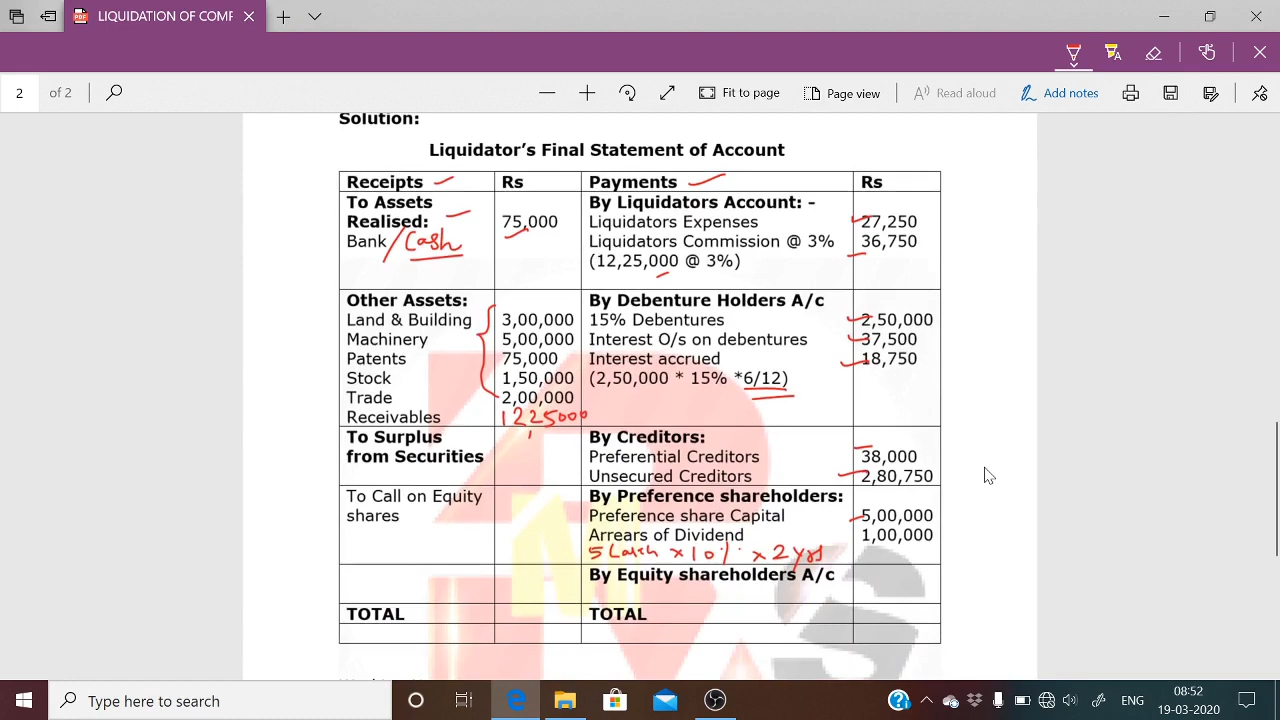 LIQUIDATION OF COMP
2 of 2
Fit to page
Page view
Read aloud
Add notes
Solution:
Liquidator's Final Statement of Account
Receipts Rs Payments Rs
To Assets By Liquidators Account: -
Realised: 75,000 Liquidators Expenses 27,250
Bank /Cash Liquidators Commission @ 3% 36,750
(12,25,000 @ 3%)
Other Assets: By Debenture Holders A/c
Land & Building 3,00,000 15% Debentures 2,50,000
Machinery 5,00,000 Interest O/s on debentures 37,500
Patents 75,000 Interest accrued 18,750
Stock 1,50,000 (2,50,000 * 15% *6/12)
Trade 2,00,000
Receivables 1225000
To Surplus By Creditors:
from Securities Preferential Creditors 38,000
Unsecured Creditors 2,80,750
To Call on Equity By Preference shareholders:
shares Preference share Capital 5,00,000
Arrears of Dividend 1,00,000
5 Lakh x 10% x 2 yrs
By Equity shareholders A/c
TOTAL TOTAL
Type here to search
ENG
08:52
19-03-2020